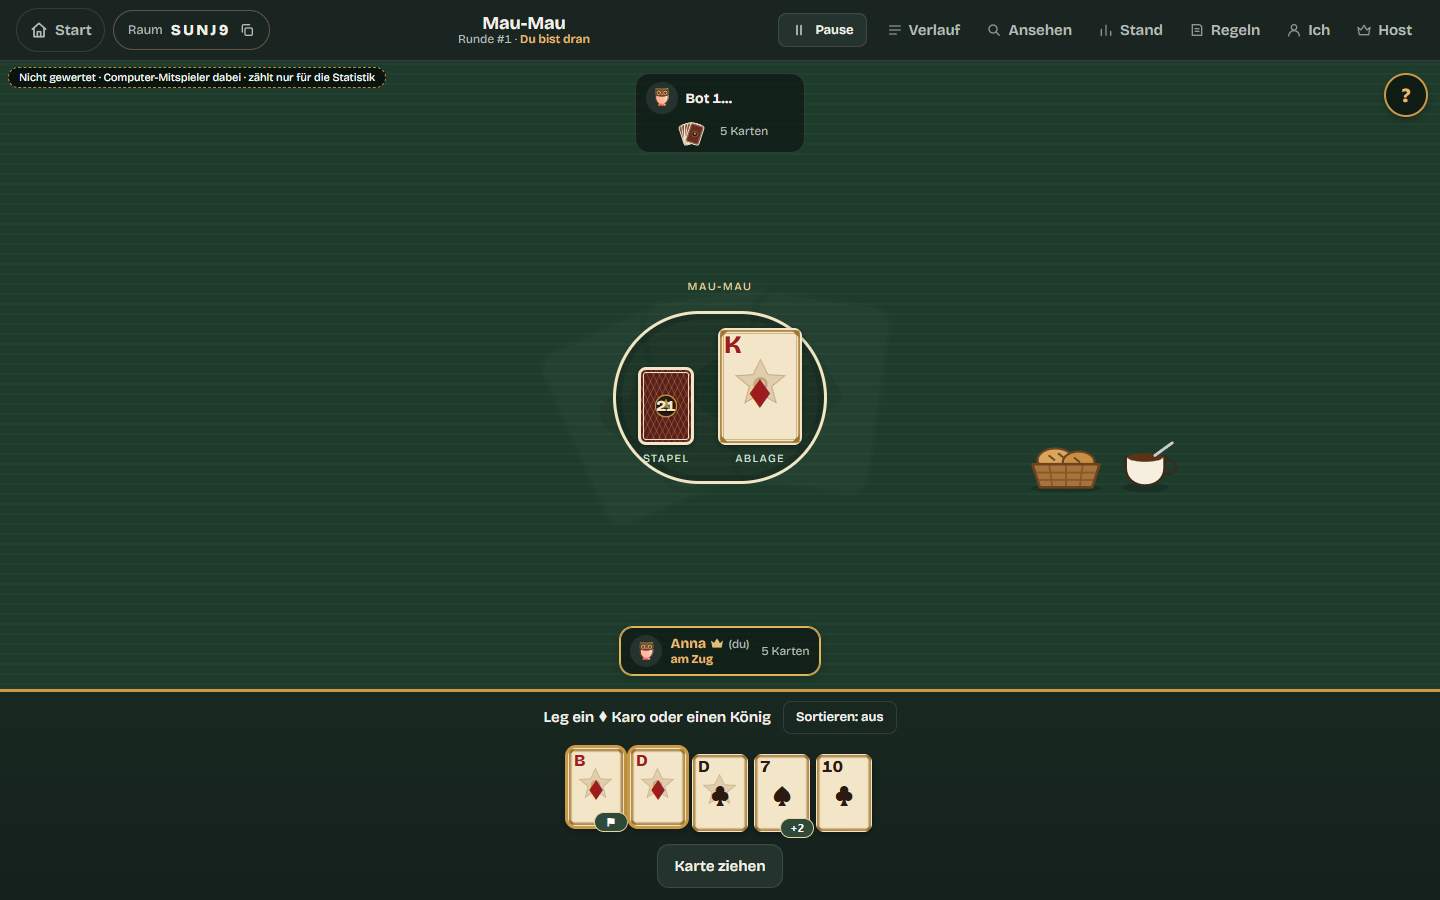 Start
Raum SUNJ9
Mau-Mau
Runde #1 · Du bist dran
Pause
Verlauf
Ansehen
Stand
Regeln
Ich
Host
Nicht gewertet · Computer-Mitspieler dabei · zählt nur für die Statistik
?
Bot 1...
5 Karten
MAU-MAU
21
K
STAPEL
ABLAGE
Anna (du)
am Zug
5 Karten
Leg ein ♦ Karo oder einen König
Sortieren: aus
B
D
D
7
10
+2
Karte ziehen